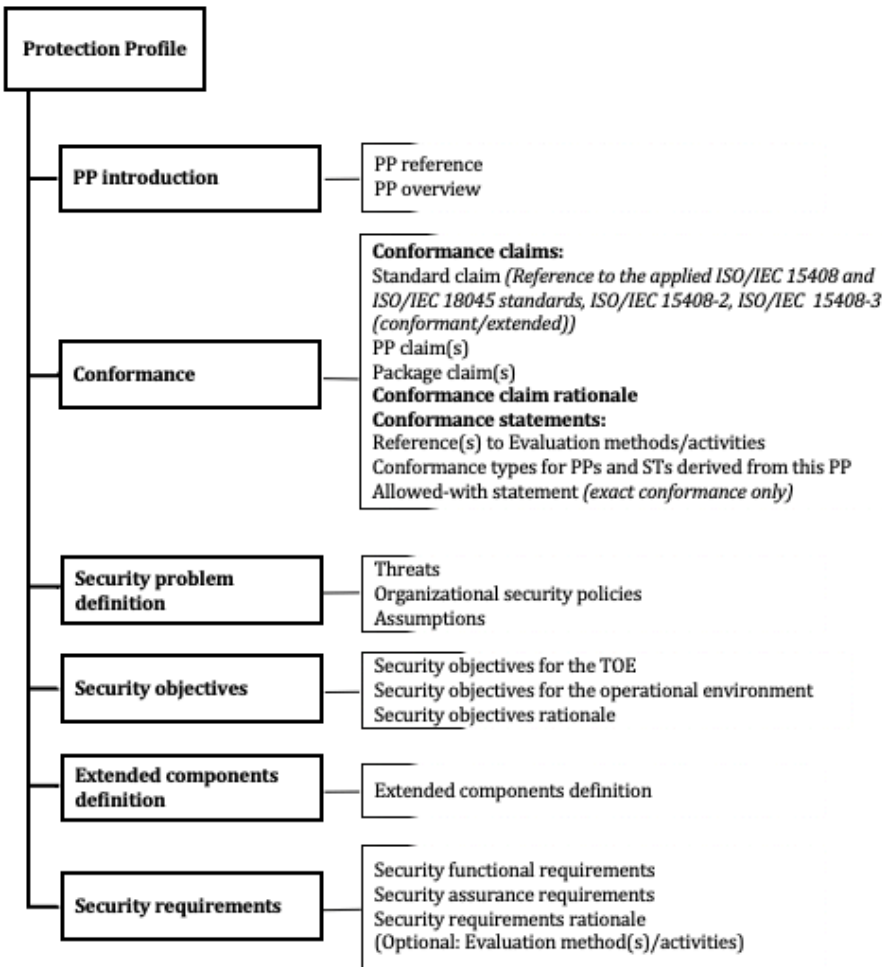 Protection Profile
PP introduction
PP reference
PP overview
Conformance
Conformance claims:
Standard claim (Reference to the applied ISO/IEC 15408 and
ISO/IEC 18045 standards, ISO/IEC 15408-2, ISO/IEC 15408-3
(conformant/extended))
PP claim(s)
Package claim(s)
Conformance claim rationale
Conformance statements:
Reference(s) to Evaluation methods/activities
Conformance types for PPs and STs derived from this PP
Allowed-with statement (exact conformance only)
Security problem
definition
Threats
Organizational security policies
Assumptions
Security objectives
Security objectives for the TOE
Security objectives for the operational environment
Security objectives rationale
Extended components
definition
Extended components definition
Security requirements
Security functional requirements
Security assurance requirements
Security requirements rationale
(Optional: Evaluation method(s)/activities)